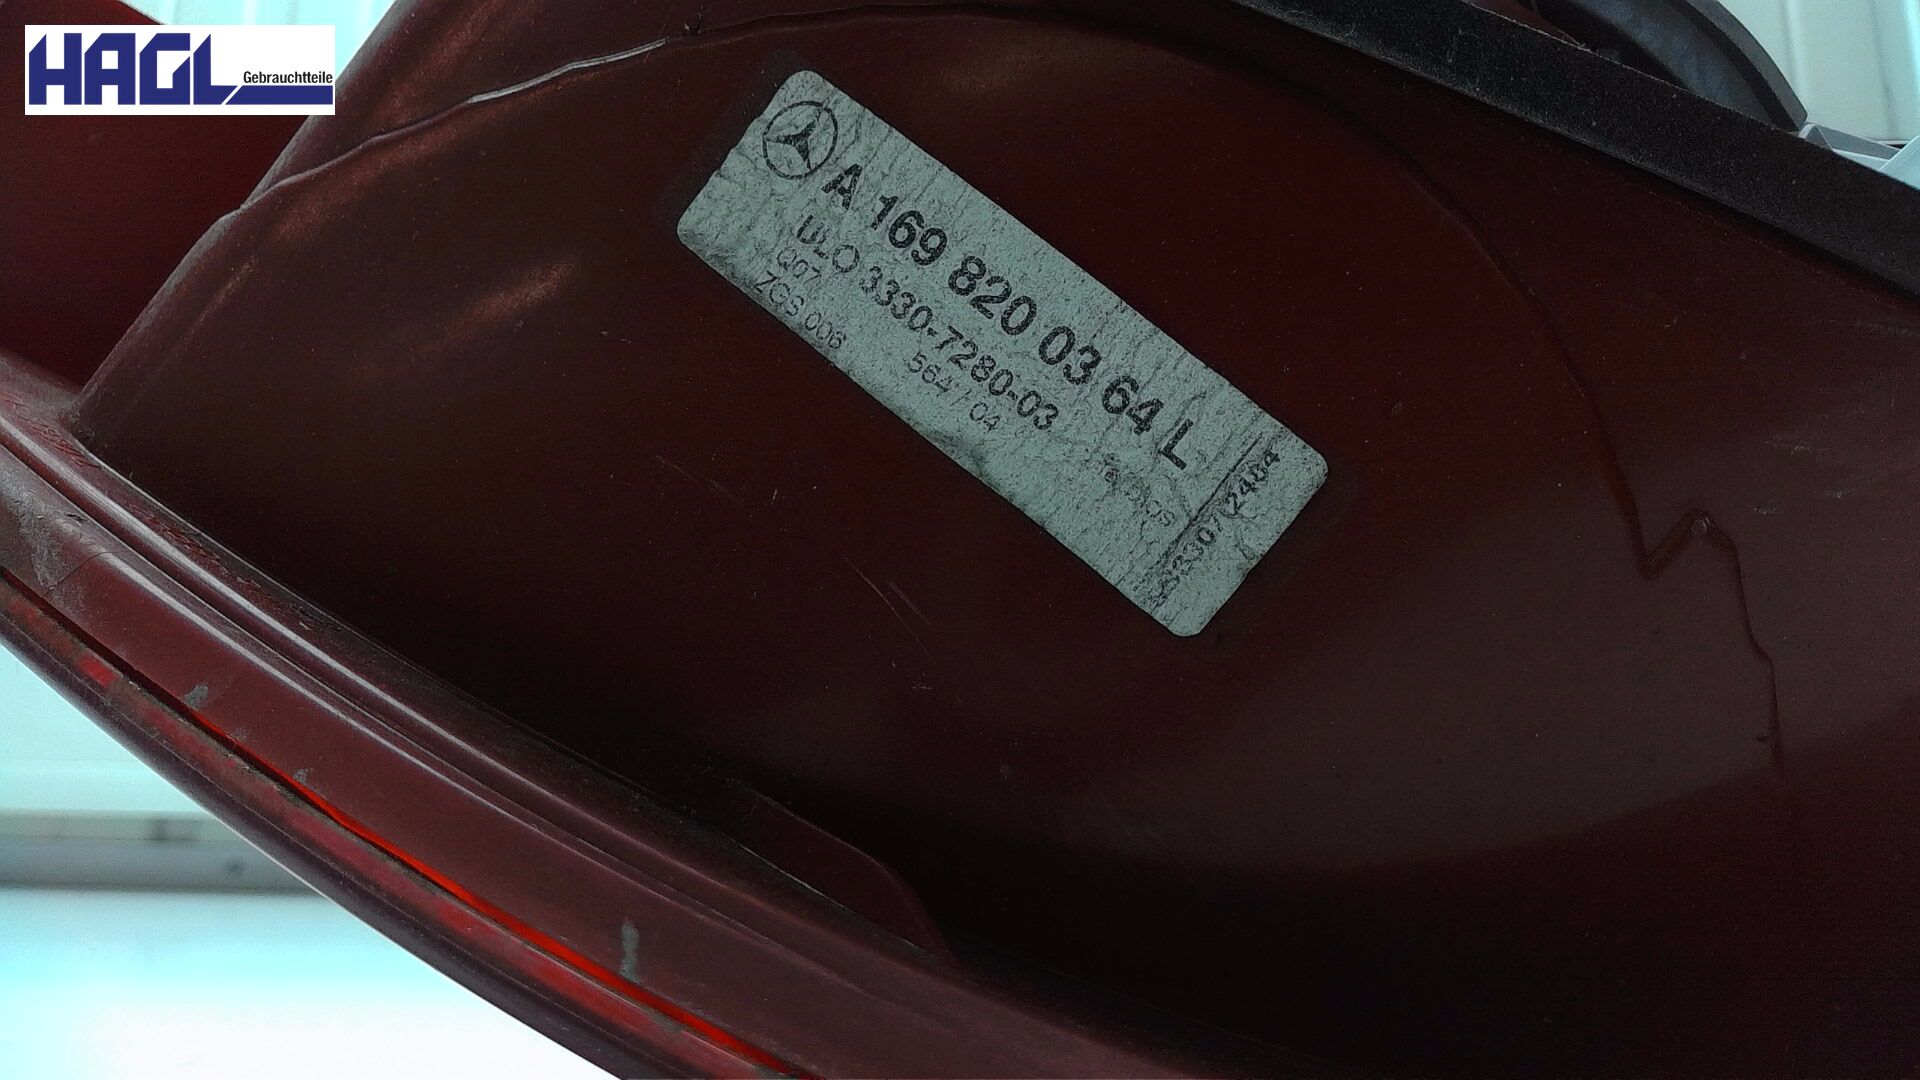 HAGL
Gebrauchtteile
A 169 820 03 64 L
ULO 3330-7280-03
Q07
ZGS 006 564 / 04